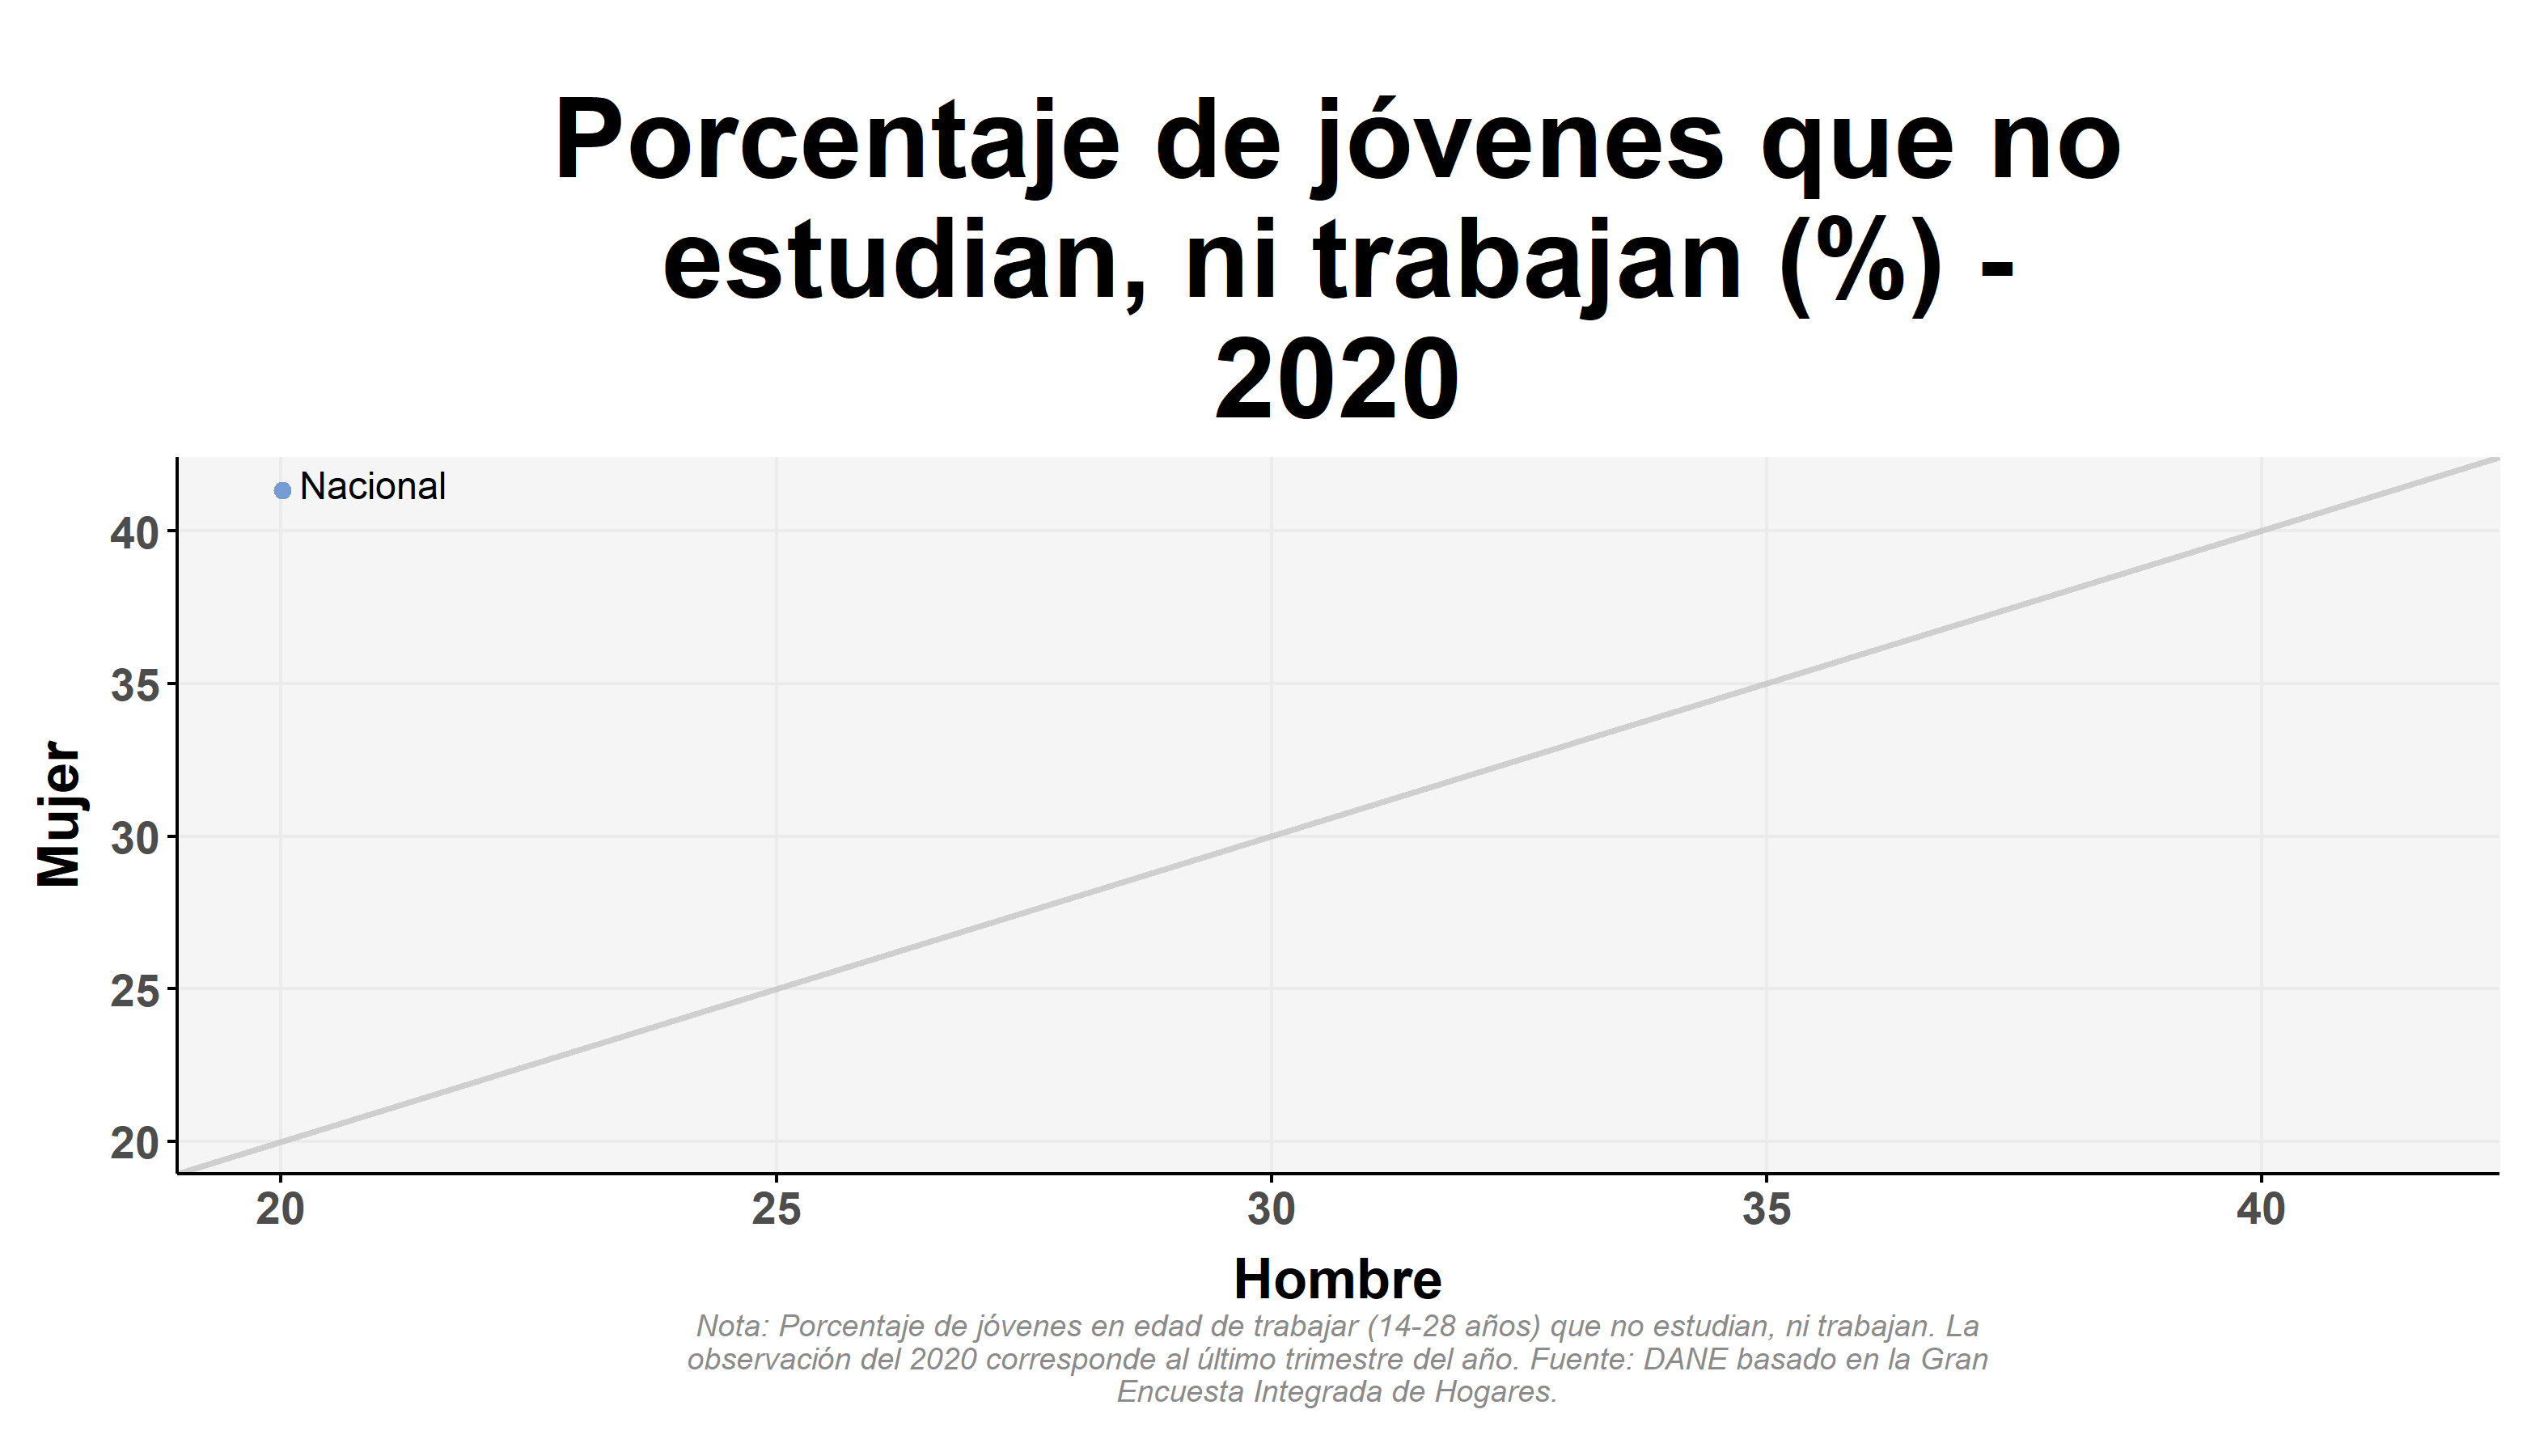 Porcentaje de jóvenes que no
estudian, ni trabajan (%) -
2020
Nacional
40
35
30
25
20
Mujer
20 25 30 35 40
Hombre
Nota: Porcentaje de jóvenes en edad de trabajar (14-28 años) que no estudian, ni trabajan. La
observación del 2020 corresponde al último trimestre del año. Fuente: DANE basado en la Gran
Encuesta Integrada de Hogares.